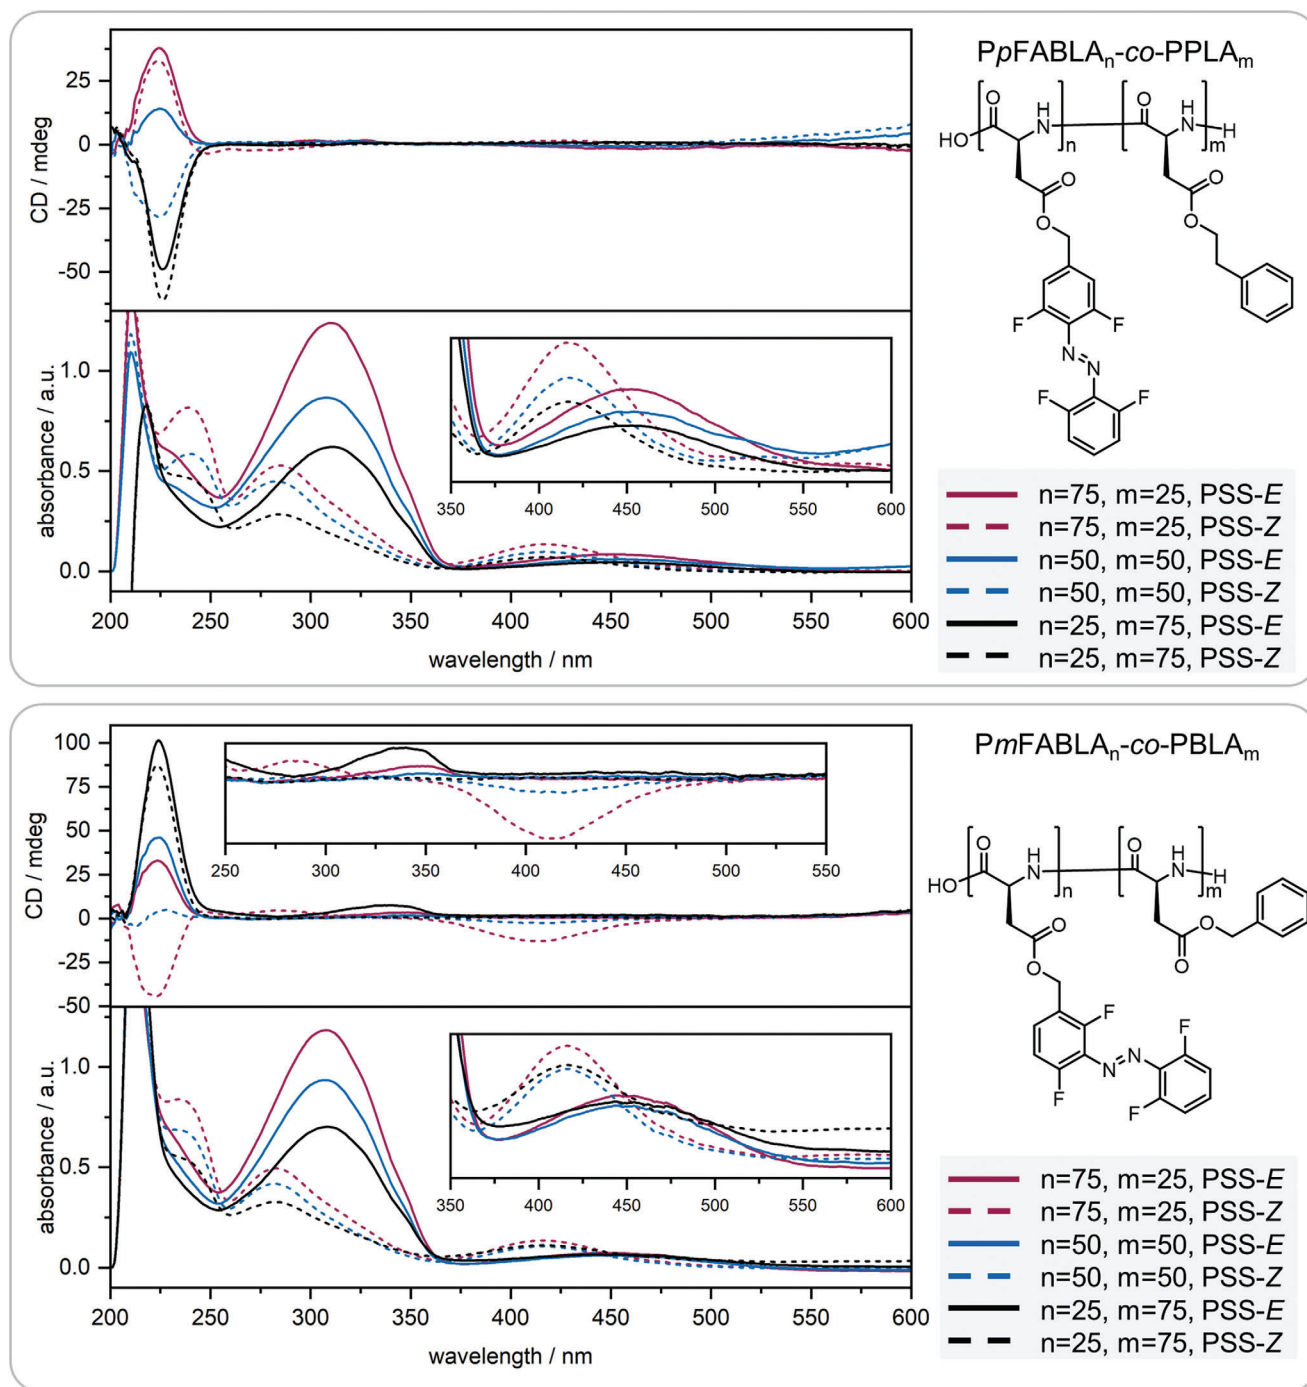 25
0
-25
-50
CD / mdeg
1.0
0.5
0.0
absorbance / a.u.
350 400 450 500 550 600
200 250 300 350 400 450 500 550 600
wavelength / nm
PpFABLAn-co-PPLAm
HO O H N n O H N H m
O O O O
F F N N F F
n=75, m=25, PSS-E
n=75, m=25, PSS-Z
n=50, m=50, PSS-E
n=50, m=50, PSS-Z
n=25, m=75, PSS-E
n=25, m=75, PSS-Z
100
75
50
25
0
-25
-50
CD / mdeg
250 300 350 400 450 500 550
1.0
0.5
0.0
absorbance / a.u.
350 400 450 500 550 600
200 250 300 350 400 450 500 550 600
wavelength / nm
PmFABLAn-co-PBLAm
HO O H N n O H N H m
O O O O
F F N N F F
n=75, m=25, PSS-E
n=75, m=25, PSS-Z
n=50, m=50, PSS-E
n=50, m=50, PSS-Z
n=25, m=75, PSS-E
n=25, m=75, PSS-Z